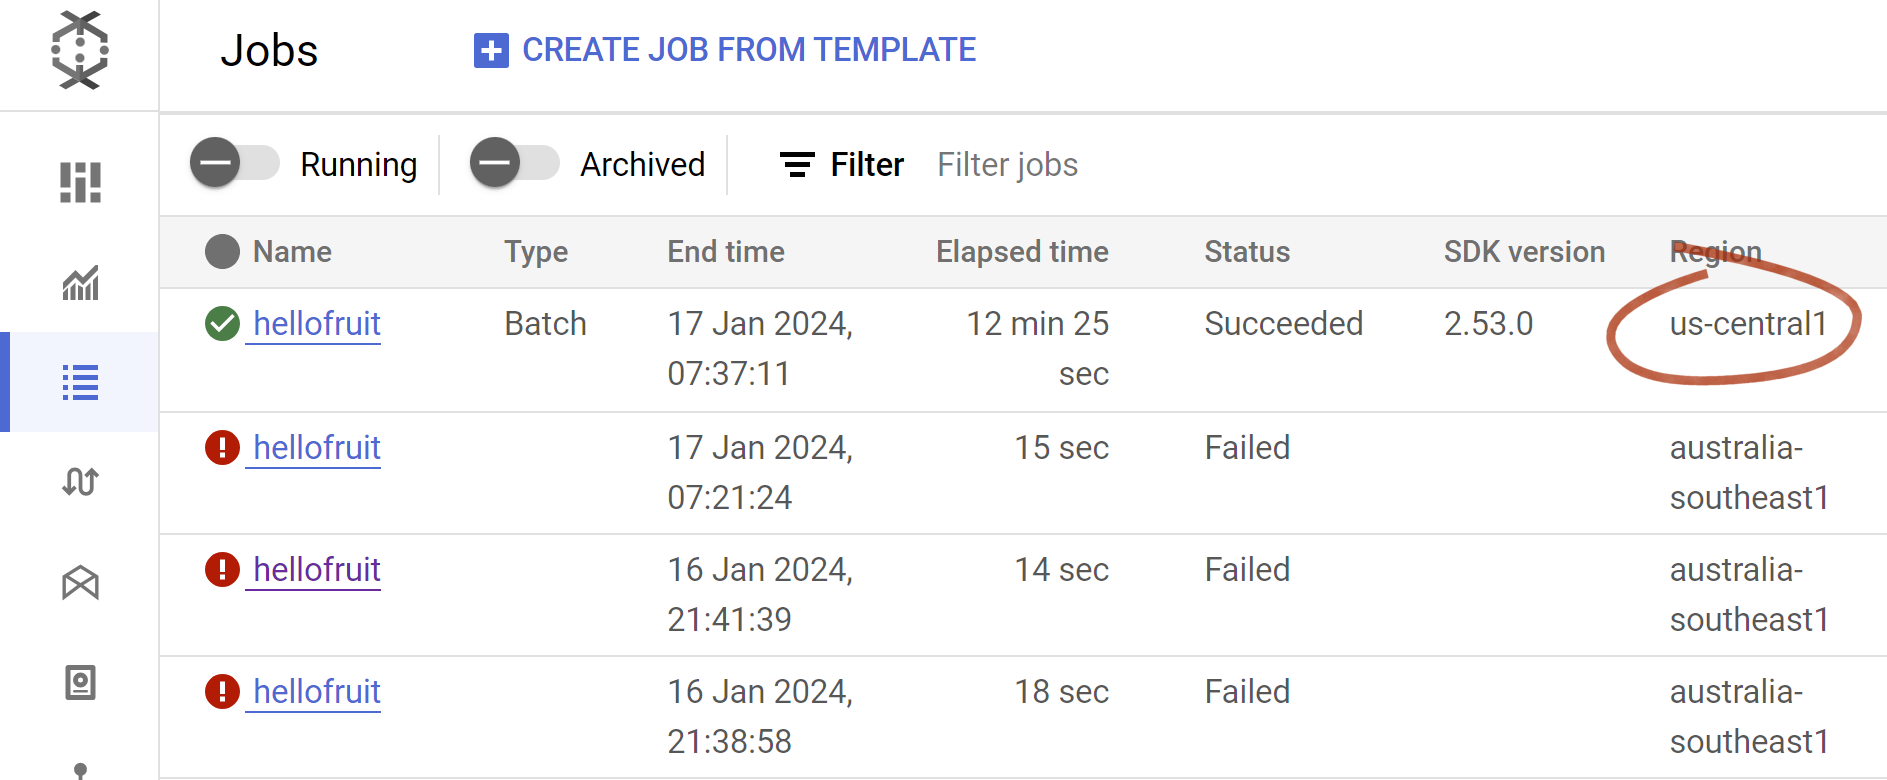 Jobs
CREATE JOB FROM TEMPLATE
Running
Archived
Filter
Filter jobs
Name Type End time Elapsed time Status SDK version Region
hellofruit Batch 17 Jan 2024, 12 min 25 Succeeded 2.53.0 us-central1
07:37:11 sec
hellofruit 17 Jan 2024, 15 sec Failed australia-
07:21:24 southeast1
hellofruit 16 Jan 2024, 14 sec Failed australia-
21:41:39 southeast1
hellofruit 16 Jan 2024, 18 sec Failed australia-
21:38:58 southeast1